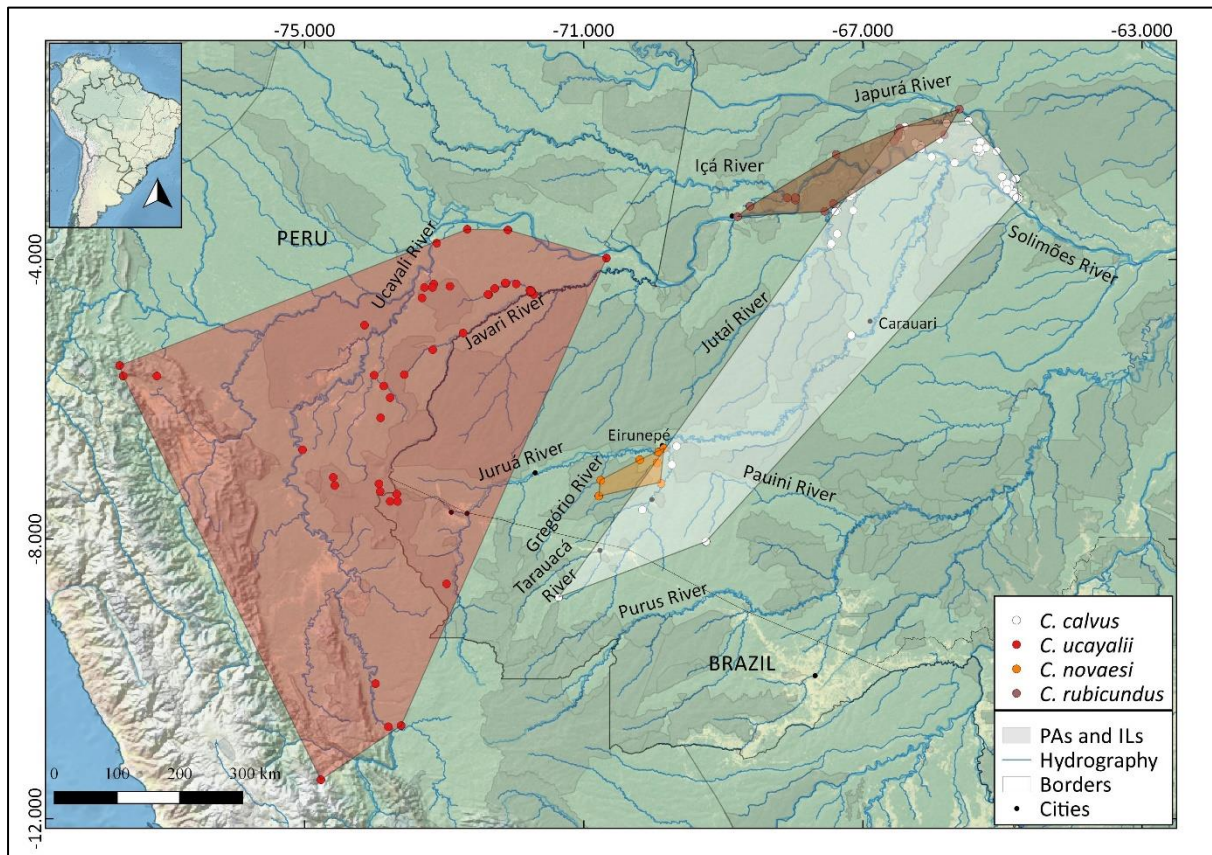 -75.000
-71.000
-67.000
-63.000
-4.000
-8.000
-12.000
Japurá River
Içá River
Solimões River
PERU
Ucayali River
Javari River
Jutaí River
Carauari
Eirunepé
Juruá River
Gregório River
Pauini River
Tarauacá
River
Purus River
BRAZIL
0 100 200 300 km
C. calvus
C. ucayalii
C. novaesi
C. rubicundus
PAs and ILs
Hydrography
Borders
Cities